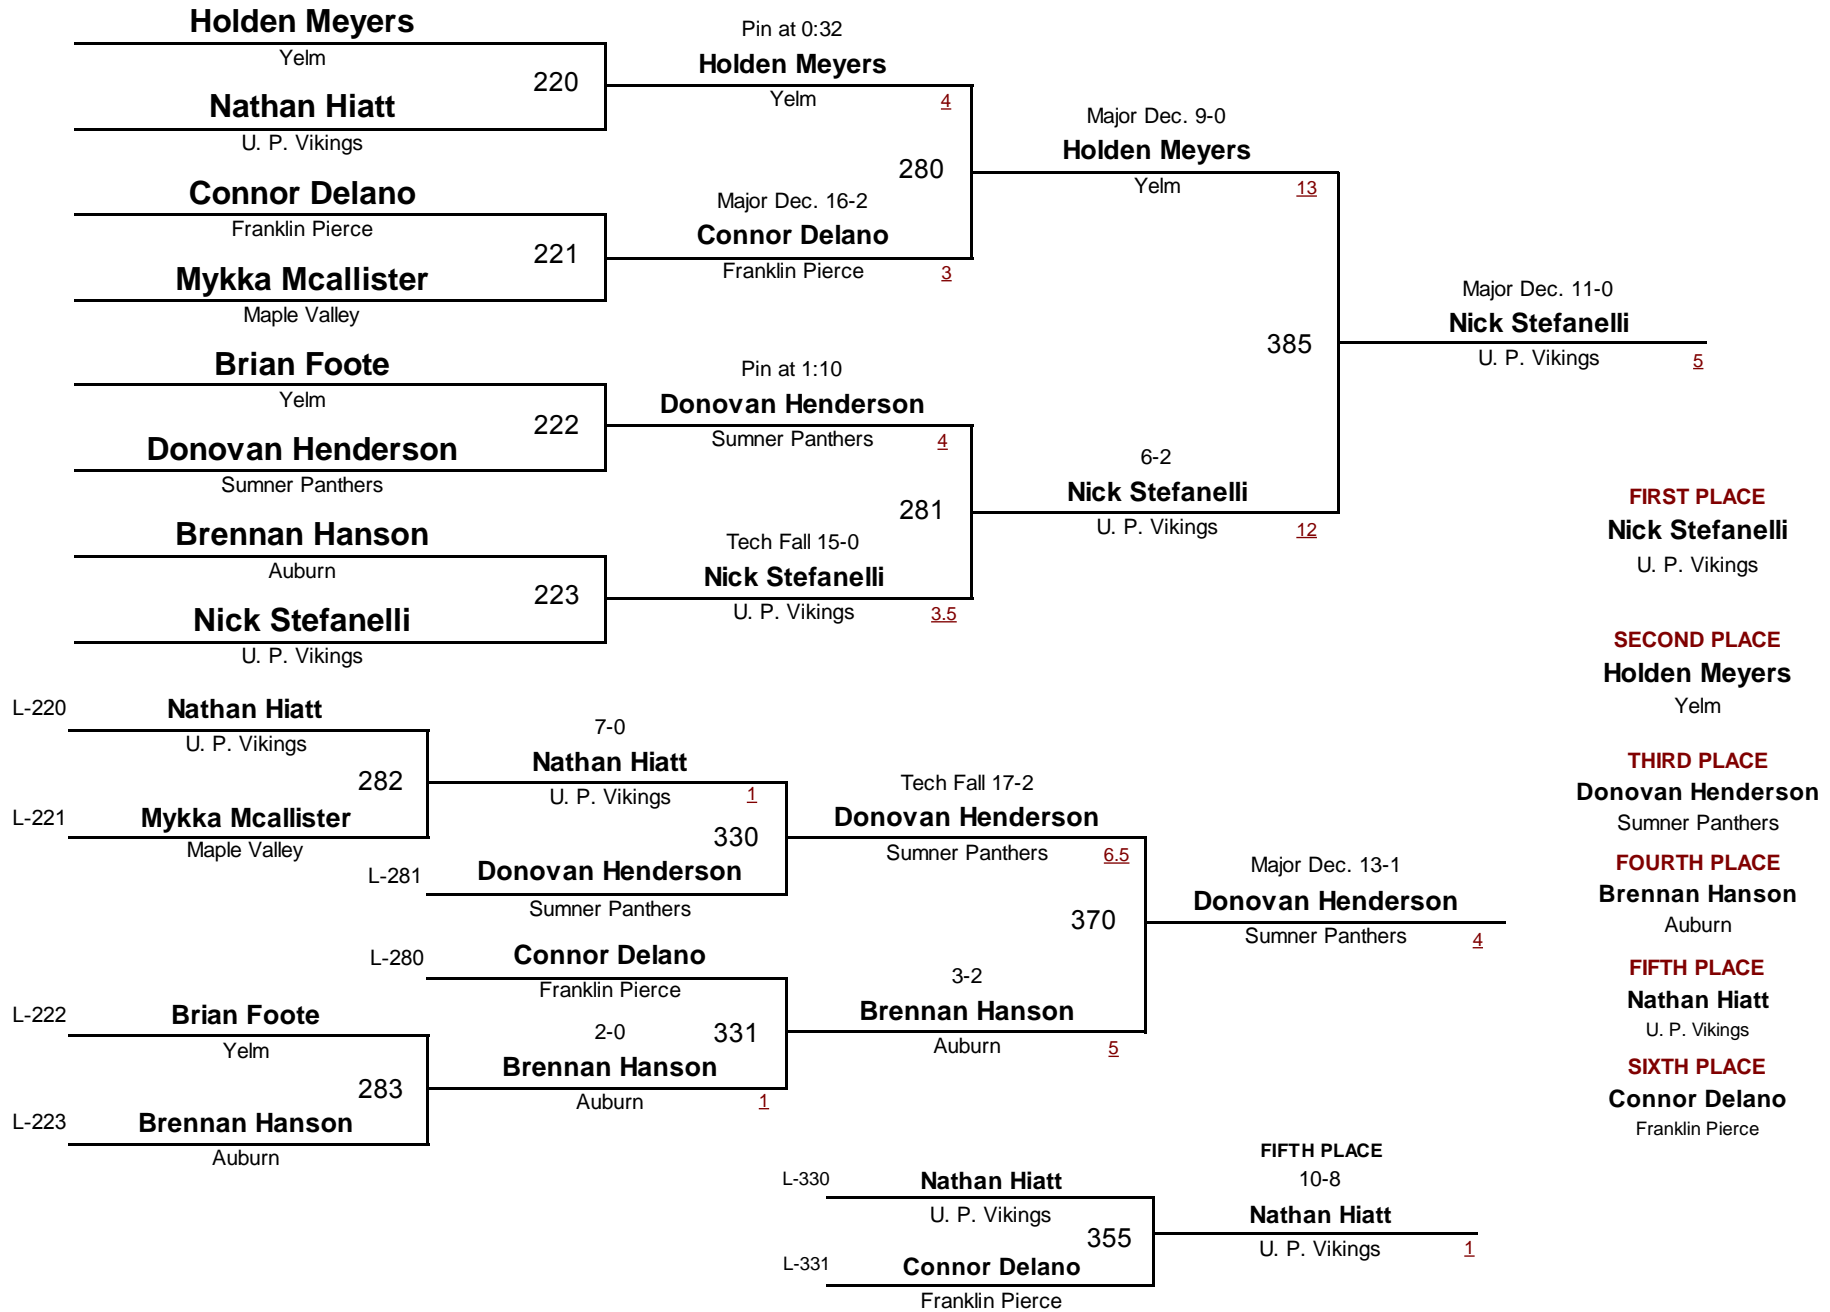 Holden Meyers
Yelm
220
Nathan Hiatt
U. P. Vikings
Connor Delano
Franklin Pierce
221
Mykka Mcallister
Maple Valley
Brian Foote
Yelm
222
Donovan Henderson
Sumner Panthers
Brennan Hanson
Auburn
223
Nick Stefanelli
U. P. Vikings
Pin at 0:32
Holden Meyers
Yelm
4
280
Major Dec. 16-2
Connor Delano
Franklin Pierce
3
Pin at 1:10
Donovan Henderson
Sumner Panthers
4
281
Tech Fall 15-0
Nick Stefanelli
U. P. Vikings
3.5
Major Dec. 9-0
Holden Meyers
Yelm
13
385
6-2
Nick Stefanelli
U. P. Vikings
12
Major Dec. 11-0
Nick Stefanelli
U. P. Vikings
5
L-220
Nathan Hiatt
U. P. Vikings
282
L-221
Mykka Mcallister
Maple Valley
7-0
Nathan Hiatt
U. P. Vikings
1
330
L-281
Donovan Henderson
Sumner Panthers
L-280
Connor Delano
Franklin Pierce
331
L-222
Brian Foote
Yelm
283
L-223
Brennan Hanson
Auburn
2-0
Brennan Hanson
Auburn
1
Tech Fall 17-2
Donovan Henderson
Sumner Panthers
6.5
370
3-2
Brennan Hanson
Auburn
5
Major Dec. 13-1
Donovan Henderson
Sumner Panthers
4
L-330
Nathan Hiatt
U. P. Vikings
355
L-331
Connor Delano
Franklin Pierce
FIFTH PLACE
10-8
Nathan Hiatt
U. P. Vikings
1
FIRST PLACE
Nick Stefanelli
U. P. Vikings
SECOND PLACE
Holden Meyers
Yelm
THIRD PLACE
Donovan Henderson
Sumner Panthers
FOURTH PLACE
Brennan Hanson
Auburn
FIFTH PLACE
Nathan Hiatt
U. P. Vikings
SIXTH PLACE
Connor Delano
Franklin Pierce